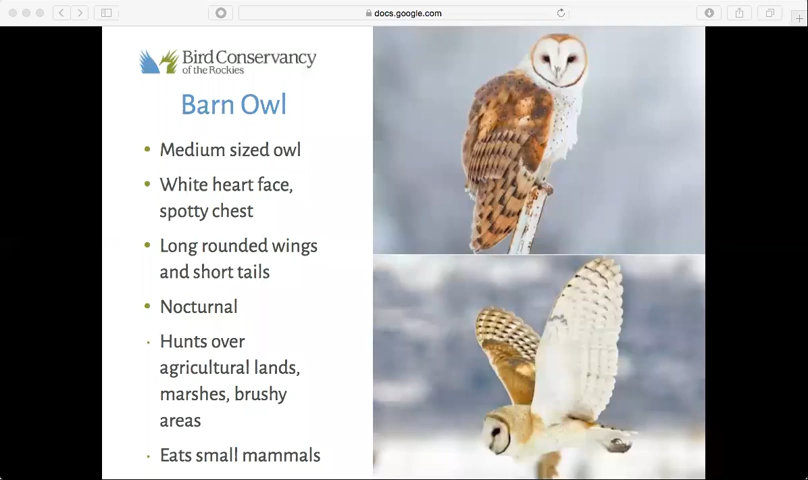 docs.google.com
Bird Conservancy
of the Rockies
Barn Owl
• Medium sized owl
• White heart face,
spotty chest
• Long rounded wings
and short tails
• Nocturnal
· Hunts over
agricultural lands,
marshes, brushy
areas
· Eats small mammals